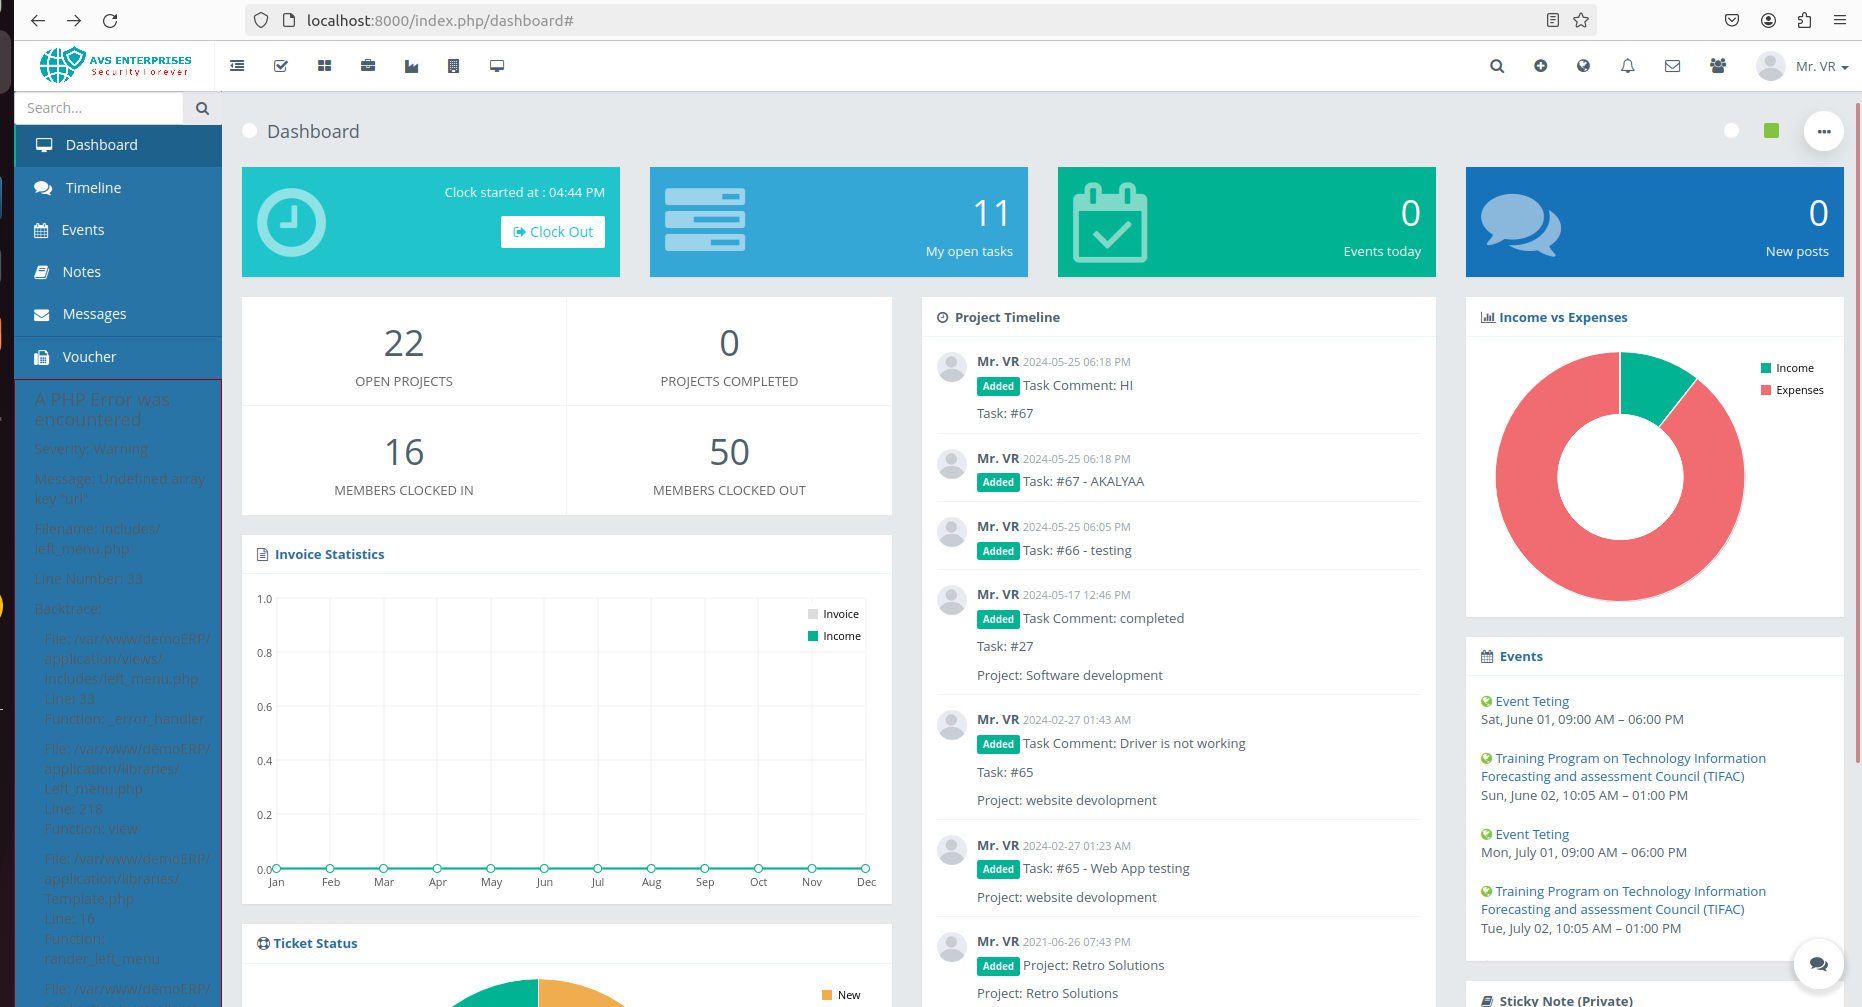 localhost:8000/index.php/dashboard#
AVS ENTERPRISES
Security Forever
Mr. VR
Search...
Dashboard
Timeline
Events
Notes
Messages
Voucher
A PHP Error was
encountered
Severity: Warning
Message: Undefined array
key "url"
Filename: includes/
left_menu.php
Line Number: 33
Backtrace:
File: /var/www/demoERP/
application/views/
includes/left_menu.php
Line: 33
Function: _error_handler
File: /var/www/demoERP/
application/libraries/
Left_menu.php
Line: 218
Function: view
File: /var/www/demoERP/
application/libraries/
Template.php
Line: 16
Function:
rander_left_menu
File: /var/www/demoERP/
Dashboard
Clock started at : 04:44 PM
Clock Out
11
My open tasks
0
Events today
0
New posts
22
OPEN PROJECTS
0
PROJECTS COMPLETED
16
MEMBERS CLOCKED IN
50
MEMBERS CLOCKED OUT
Invoice Statistics
1.0
0.8
0.6
0.4
0.2
0.0
Invoice
Income
Jan Feb Mar Apr May Jun Jul Aug Sep Oct Nov Dec
Ticket Status
New
Project Timeline
Mr. VR 2024-05-25 06:18 PM
Added Task Comment: HI
Task: #67
Mr. VR 2024-05-25 06:18 PM
Added Task: #67 - AKALYAA
Mr. VR 2024-05-25 06:05 PM
Added Task: #66 - testing
Mr. VR 2024-05-17 12:46 PM
Added Task Comment: completed
Task: #27
Project: Software development
Mr. VR 2024-02-27 01:43 AM
Added Task Comment: Driver is not working
Task: #65
Project: website devolopment
Mr. VR 2024-02-27 01:23 AM
Added Task: #65 - Web App testing
Project: website devolopment
Mr. VR 2021-06-26 07:43 PM
Added Project: Retro Solutions
Project: Retro Solutions
Income vs Expenses
Income
Expenses
Events
Event Teting
Sat, June 01, 09:00 AM – 06:00 PM
Training Program on Technology Information
Forecasting and assessment Council (TIFAC)
Sun, June 02, 10:05 AM – 01:00 PM
Event Teting
Mon, July 01, 09:00 AM – 06:00 PM
Training Program on Technology Information
Forecasting and assessment Council (TIFAC)
Tue, July 02, 10:05 AM – 01:00 PM
Sticky Note (Private)